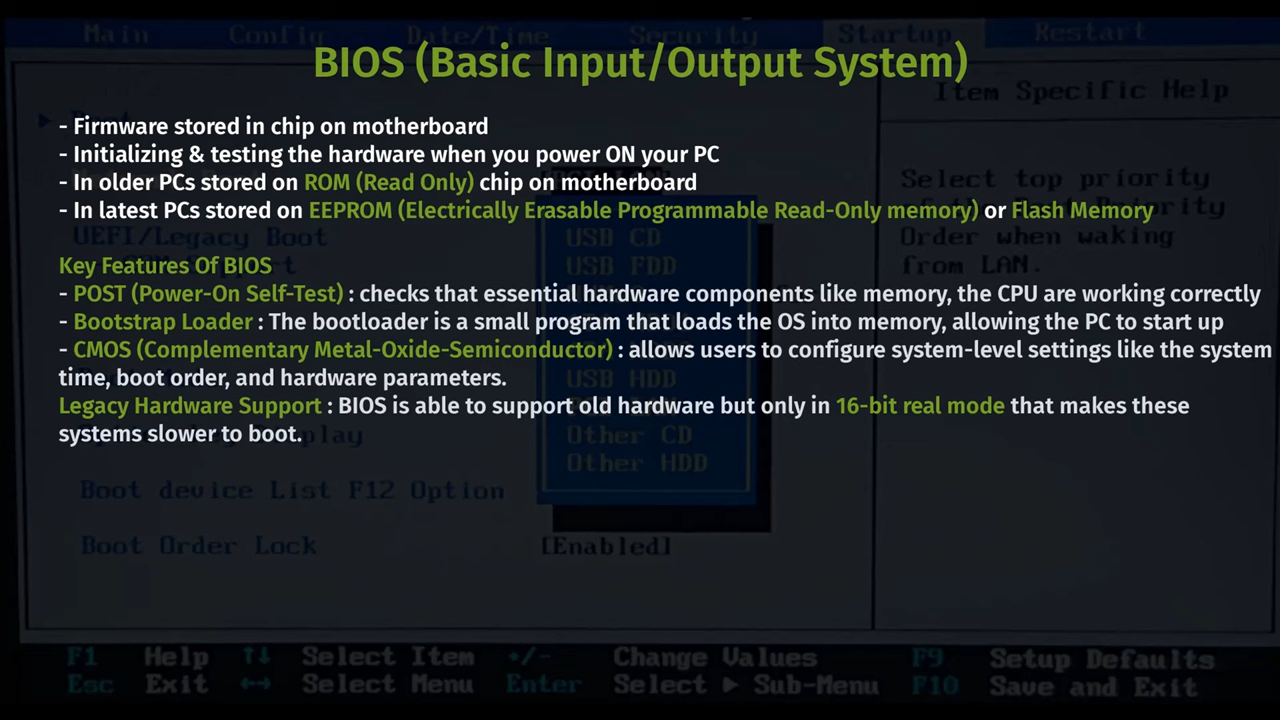 Main Config Date/Time Security Startup Restart
BIOS (Basic Input/Output System)
Item Specific Help
- Firmware stored in chip on motherboard
- Initializing & testing the hardware when you power ON your PC
- In older PCs stored on ROM (Read Only) chip on motherboard
Select top priority
- In latest PCs stored on EEPROM (Electrically Erasable Programmable Read-Only memory) or Flash Memory
UEFI/Legacy Boot
USB CD
Order when waking
Key Features Of BIOS
USB FDD
from LAN.
- POST (Power-On Self-Test) : checks that essential hardware components like memory, the CPU are working correctly
- Bootstrap Loader : The bootloader is a small program that loads the OS into memory, allowing the PC to start up
- CMOS (Complementary Metal-Oxide-Semiconductor) : allows users to configure system-level settings like the system
time, boot order, and hardware parameters.
USB HDD
Legacy Hardware Support : BIOS is able to support old hardware but only in 16-bit real mode that makes these
systems slower to boot.
Other CD
Other HDD
Boot device List F12 Option
Boot Order Lock [Enabled]
F1 Help ↑↓ Select Item +/- Change Values F9 Setup Defaults
Esc Exit ↔ Select Menu Enter Select ▶ Sub-Menu F10 Save and Exit